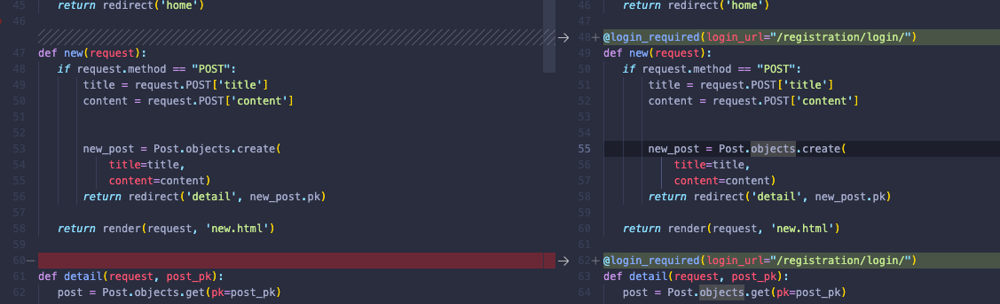 45 return redirect('home')
46
47 def new(request):
48 if request.method == "POST":
49 title = request.POST['title']
50 content = request.POST['content']
51
52
53 new_post = Post.objects.create(
54 title=title,
55 content=content)
56 return redirect('detail', new_post.pk)
57
58 return render(request, 'new.html')
59
60
61 def detail(request, post_pk):
62 post = Post.objects.get(pk=post_pk)
46 return redirect('home')
47
48+ @login_required(login_url="/registration/login/")
49 def new(request):
50 if request.method == "POST":
51 title = request.POST['title']
52 content = request.POST['content']
53
54
55 new_post = Post.objects.create(
56 title=title,
57 content=content)
58 return redirect('detail', new_post.pk)
59
60 return render(request, 'new.html')
61
62+ @login_required(login_url="/registration/login/")
63 def detail(request, post_pk):
64 post = Post.objects.get(pk=post_pk)